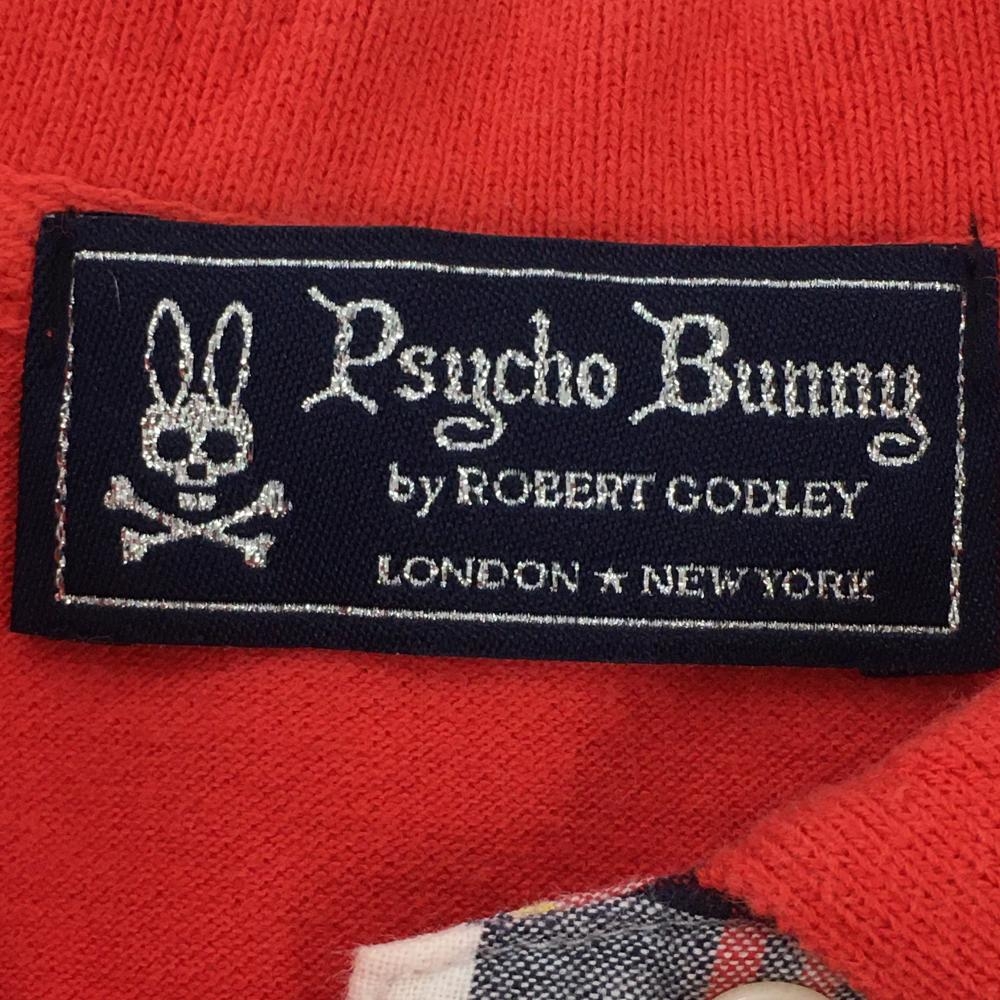 Psycho Bunny
by ROBERT GODLEY
LONDON ★ NEW YORK